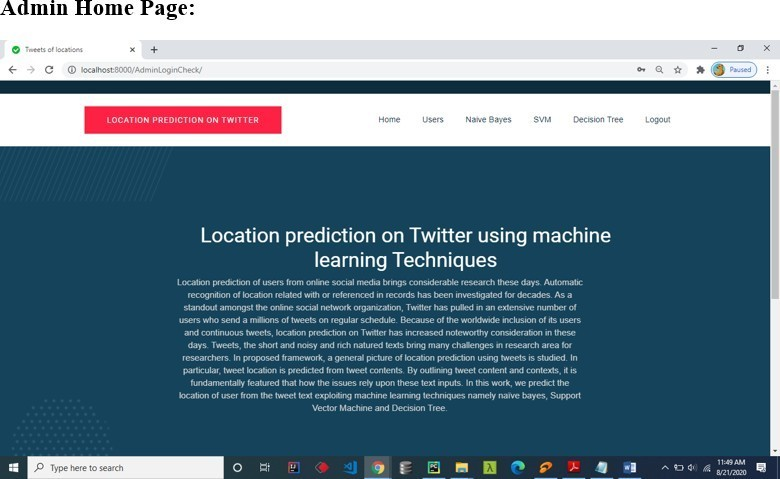 Admin Home Page:
Tweets of locations
localhost:8000/AdminLoginCheck/
Paused
LOCATION PREDICTION ON TWITTER
Home Users Naive Bayes SVM Decision Tree Logout
Location prediction on Twitter using machine
learning Techniques
Location prediction of users from online social media brings considerable research these days. Automatic
recognition of location related with or referenced in records has been investigated for decades. As a
standout amongst the online social network organization, Twitter has pulled in an extensive number of
users who send a millions of tweets on regular schedule. Because of the worldwide inclusion of its users
and continuous tweets, location prediction on Twitter has increased noteworthy consideration in these
days. Tweets, the short and noisy and rich natured texts bring many challenges in research area for
researchers. In proposed framework, a general picture of location prediction using tweets is studied. In
particular, tweet location is predicted from tweet contents. By outlining tweet content and contexts, it is
fundamentally featured that how the issues rely upon these text inputs. In this work, we predict the
location of user from the tweet text exploiting machine learning techniques namely naïve bayes, Support
Vector Machine and Decision Tree.
Type here to search
11:49 AM
8/21/2020